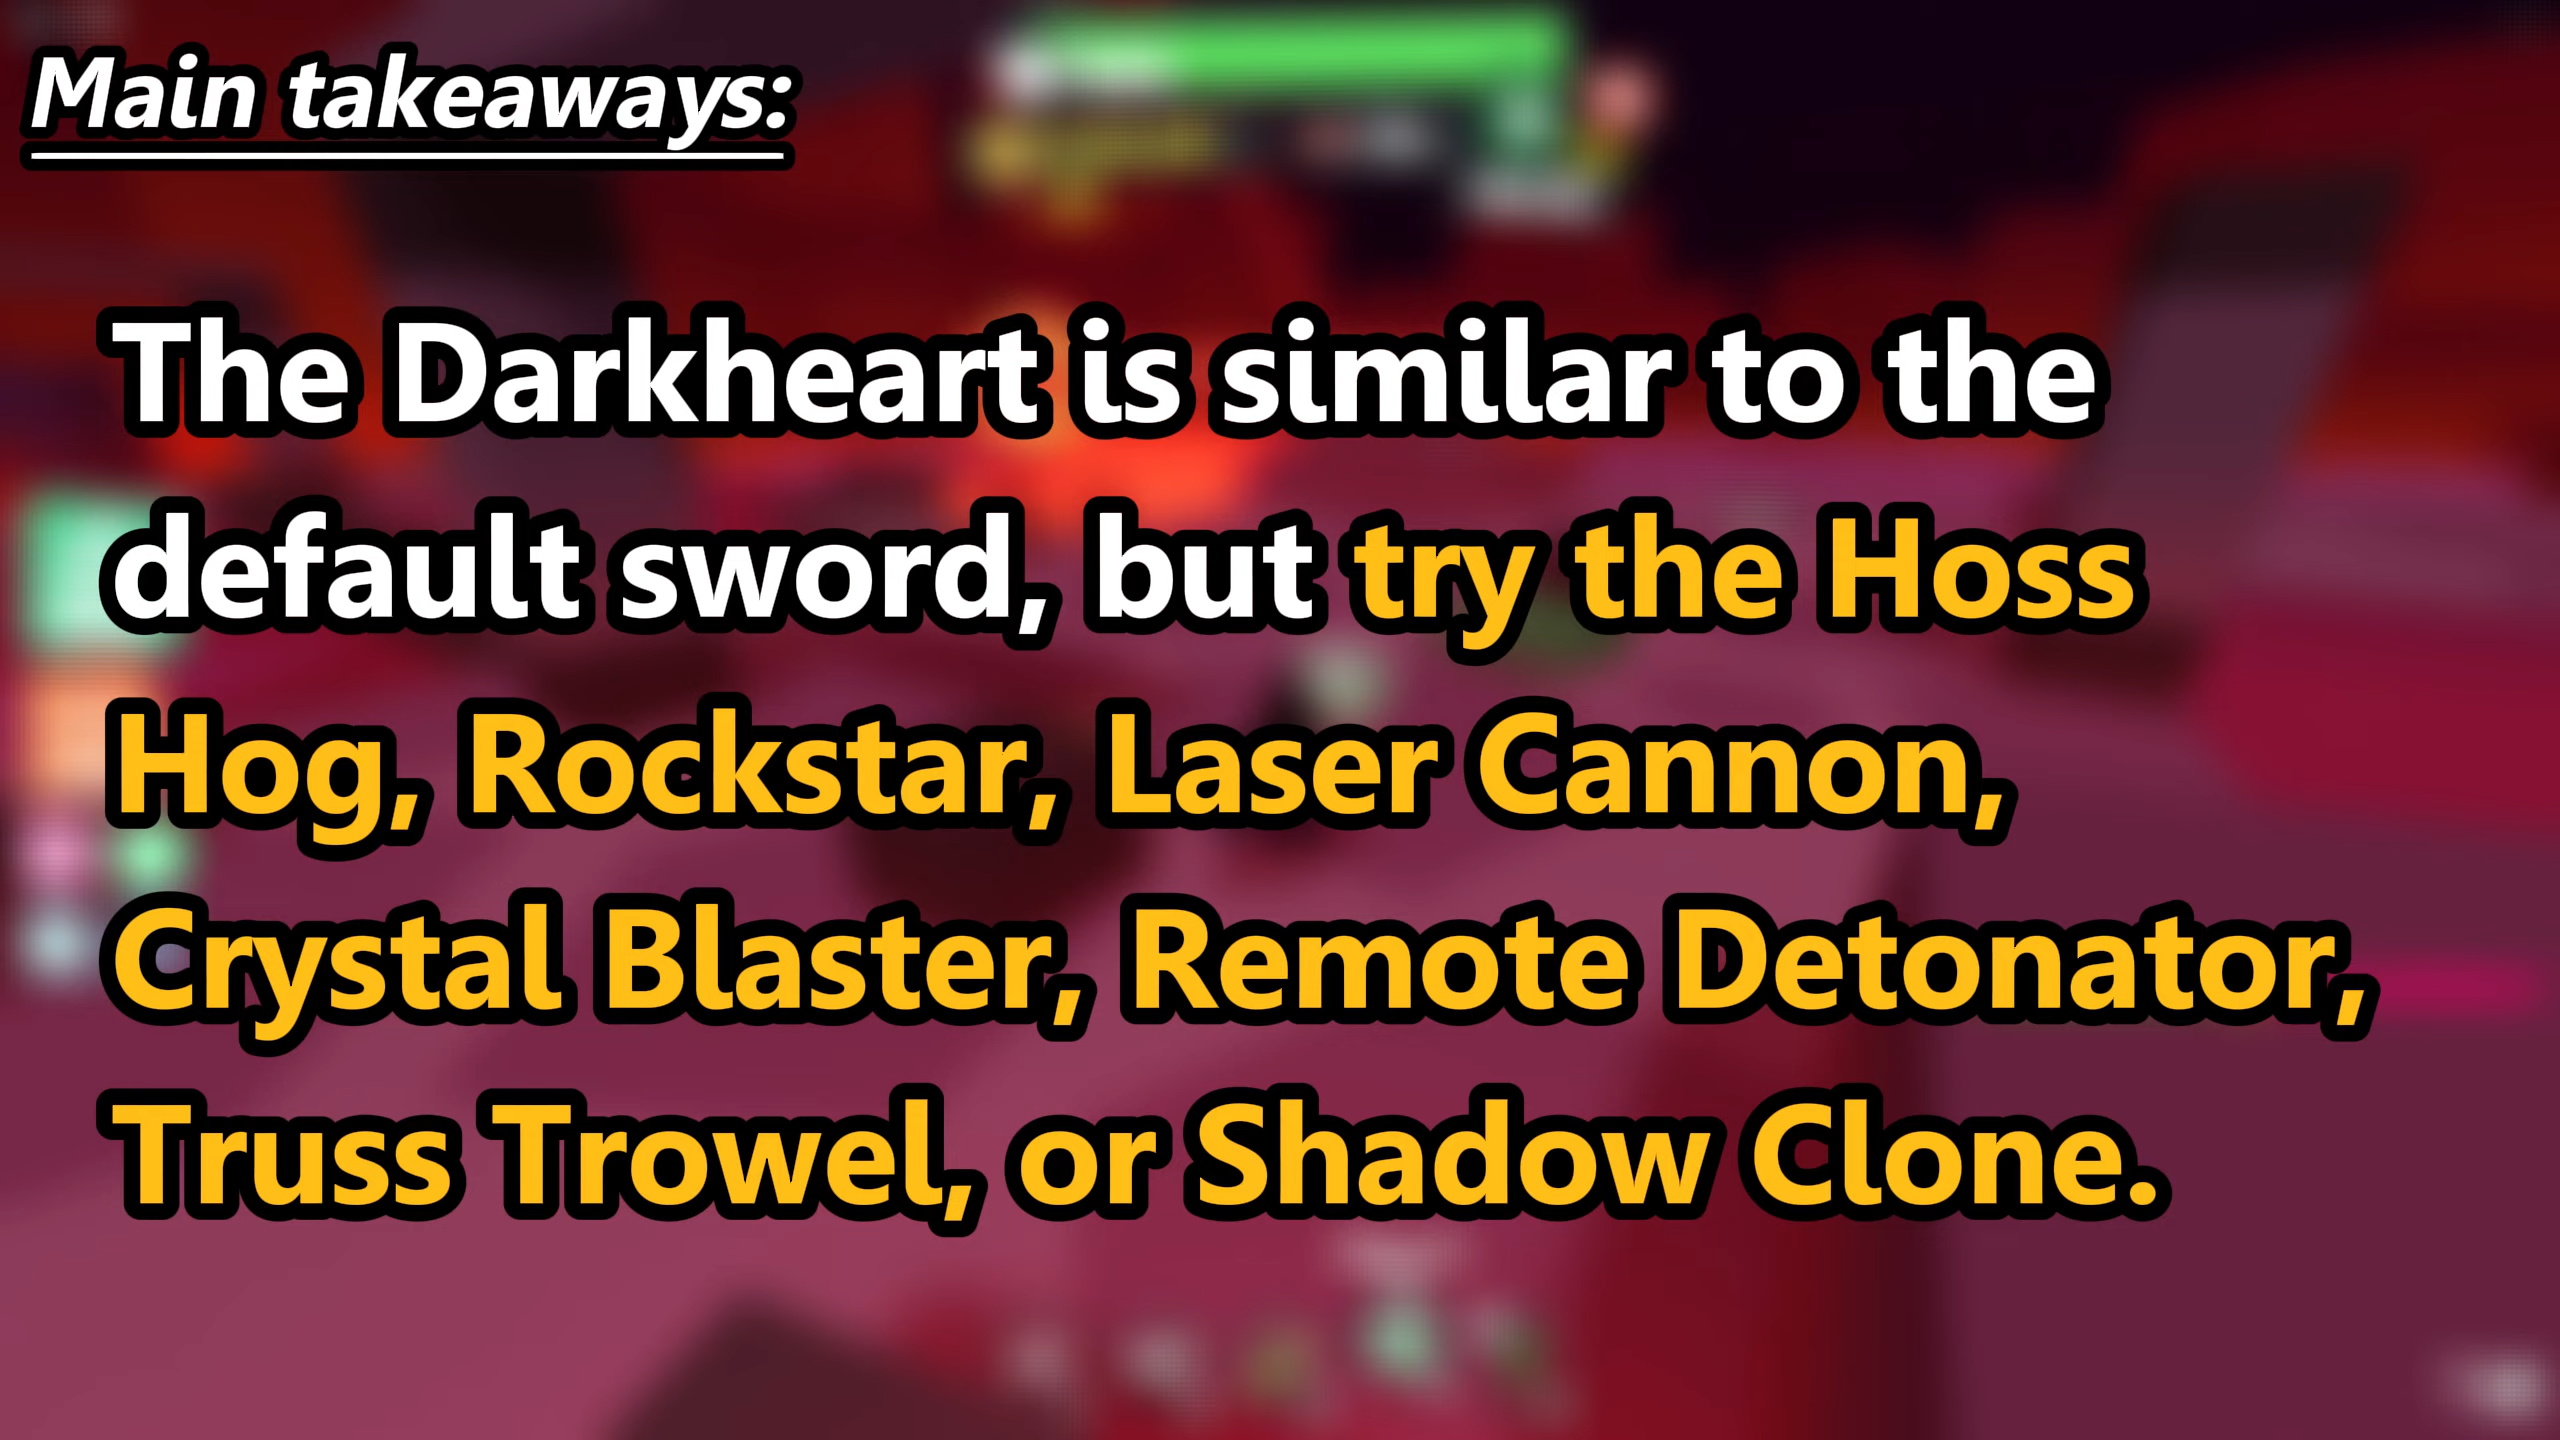 Main takeaways:
The Darkheart is similar to the
default sword, but try the Hoss
Hog, Rockstar, Laser Cannon,
Crystal Blaster, Remote Detonator,
Truss Trowel, or Shadow Clone.